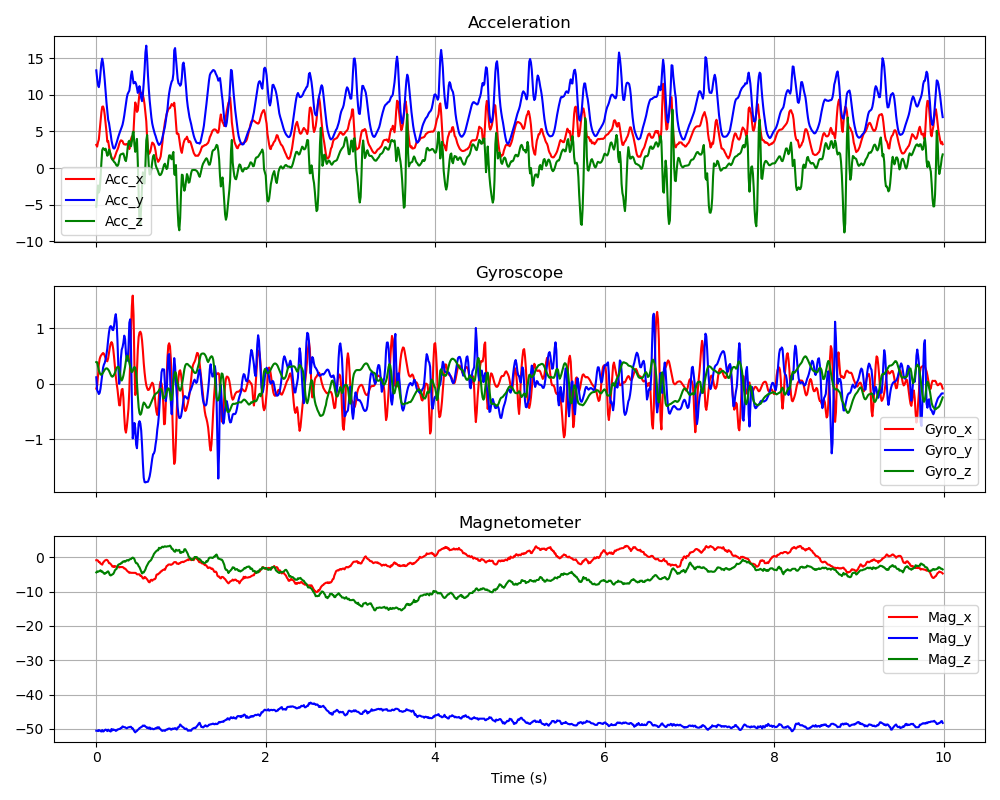 Acceleration
15
10
5
0
−5
−10
Acc_x
Acc_y
Acc_z
Gyroscope
1
0
−1
Gyro_x
Gyro_y
Gyro_z
Magnetometer
0
−10
−20
−30
−40
−50
Mag_x
Mag_y
Mag_z
0 2 4 6 8 10
Time (s)